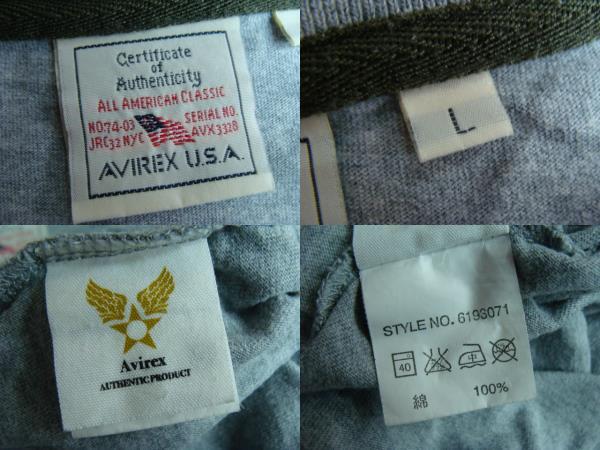 Certificate
of
Authenticity
ALL AMERICAN CLASSIC
NO.74-03 SERIAL NO.
JRC32 NYC AVX3328
AVIREX U.S.A.
L
Avirex
AUTHENTIC PRODUCT
STYLE NO. 6193071
40 中
綿 100%